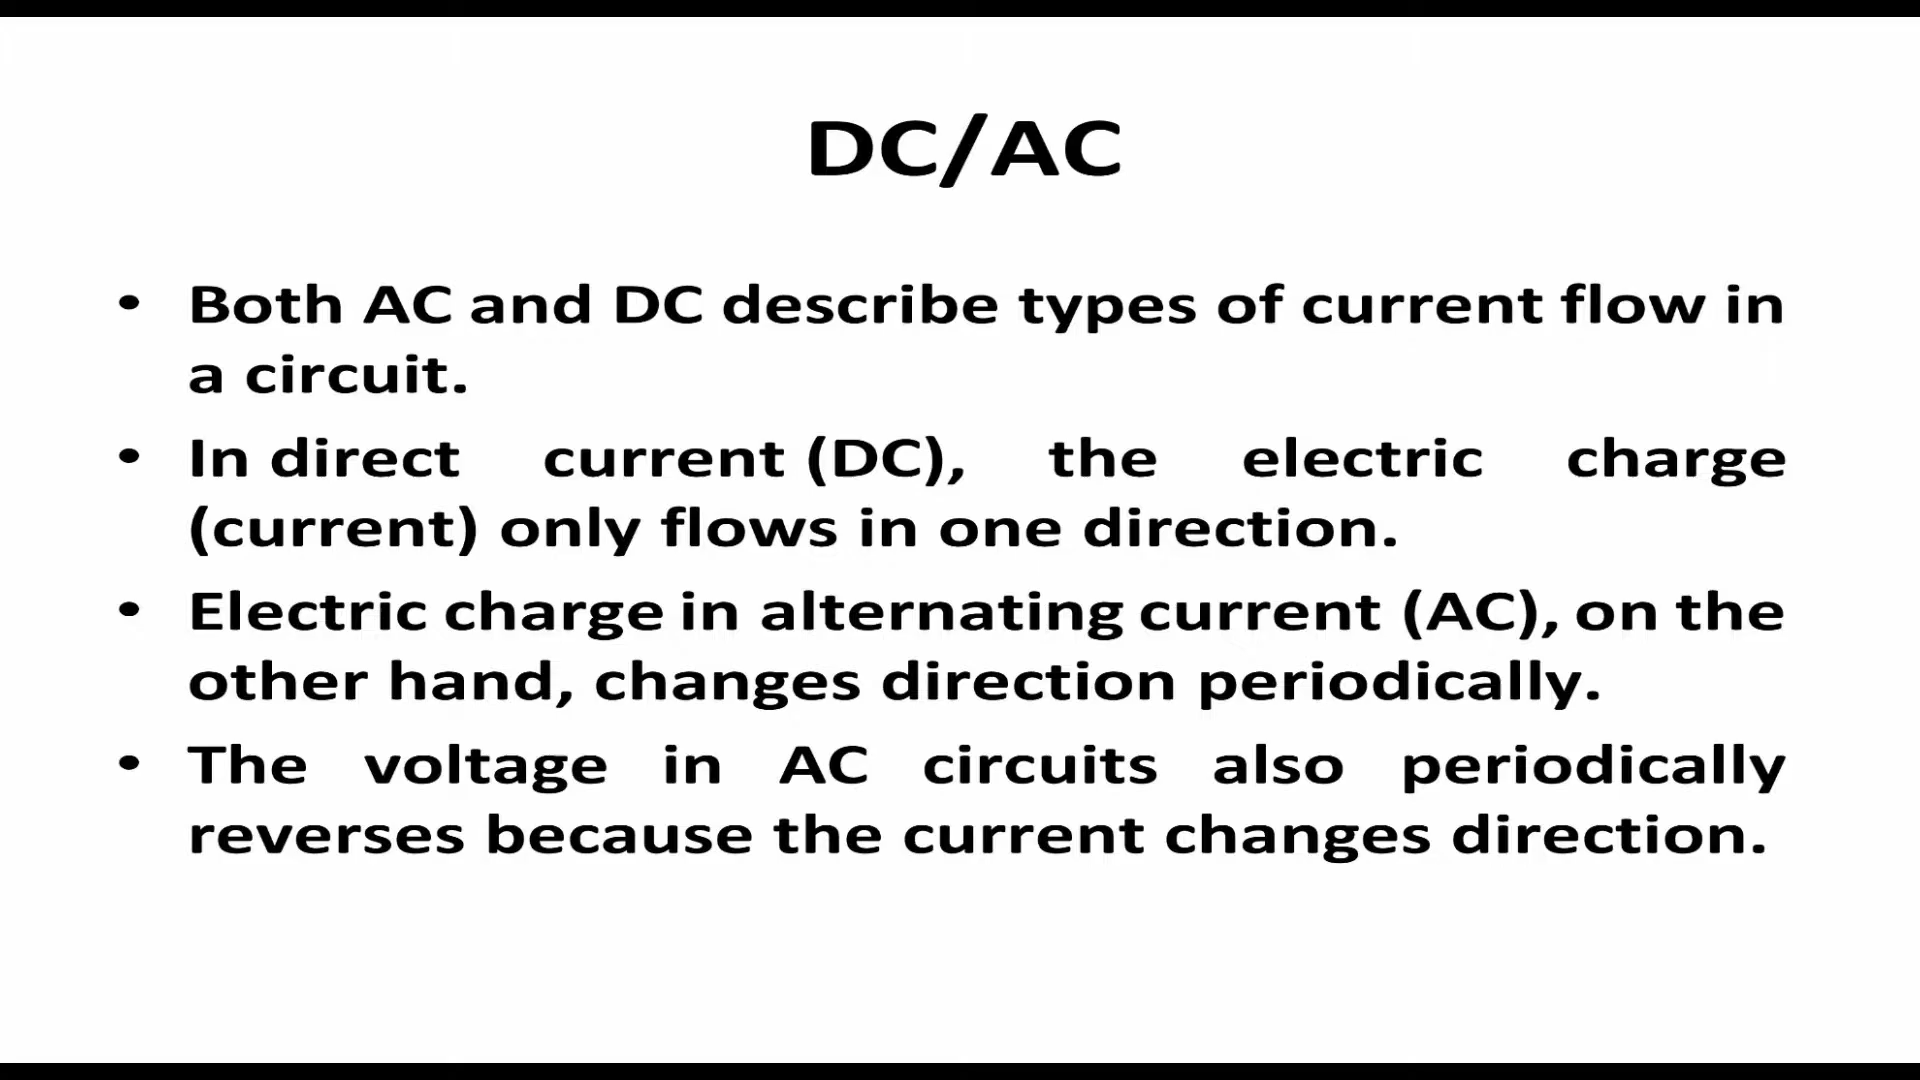 DC/AC
• Both AC and DC describe types of current flow in
a circuit.
• In direct current (DC), the electric charge
(current) only flows in one direction.
• Electric charge in alternating current (AC), on the
other hand, changes direction periodically.
• The voltage in AC circuits also periodically
reverses because the current changes direction.